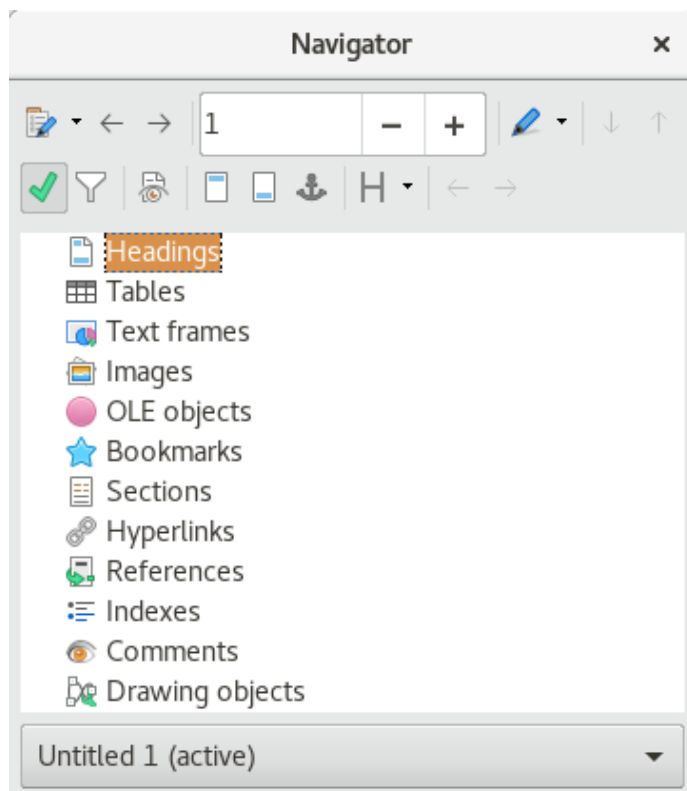 Navigator
1
Headings
Tables
Text frames
Images
OLE objects
Bookmarks
Sections
Hyperlinks
References
Indexes
Comments
Drawing objects
Untitled 1 (active)